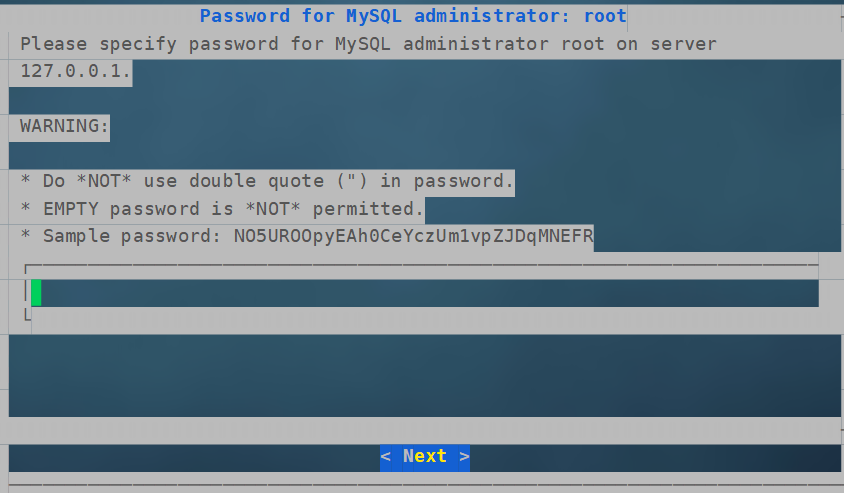 Password for MySQL administrator: root
Please specify password for MySQL administrator root on server
127.0.0.1.
WARNING:
* Do *NOT* use double quote (") in password.
* EMPTY password is *NOT* permitted.
* Sample password: NO5UROOpyEAh0CeYczUm1vpZJDqMNEFR
< Next >